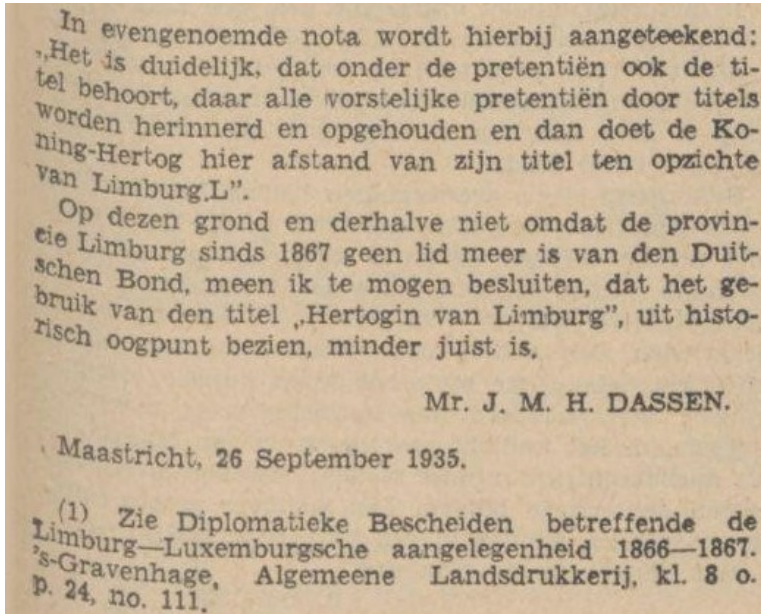 In evengenoemde nota wordt hierbij aangeteekend:
„Het is duidelijk, dat onder de pretentiën ook de ti-
tel behoort, daar alle vorstelijke pretentiën door titels
worden herinnerd en opgehouden en dan doet de Ko-
ning-Hertog hier afstand van zijn titel ten opzichte
van Limburg.L”.
Op dezen grond en derhalve niet omdat de provin-
cie Limburg sinds 1867 geen lid meer is van den Duit-
schen Bond, meen ik te mogen besluiten, dat het ge-
bruik van den titel „Hertogin van Limburg”, uit histo-
risch oogpunt bezien, minder juist is.
Mr. J. M. H. DASSEN.
Maastricht, 26 September 1935.
(1) Zie Diplomatieke Bescheiden betreffende de
Limburg—Luxemburgsche aangelegenheid 1866—1867.
's-Gravenhage, Algemeene Landsdrukkerij, kl. 8 o.
p. 24, no. 111.